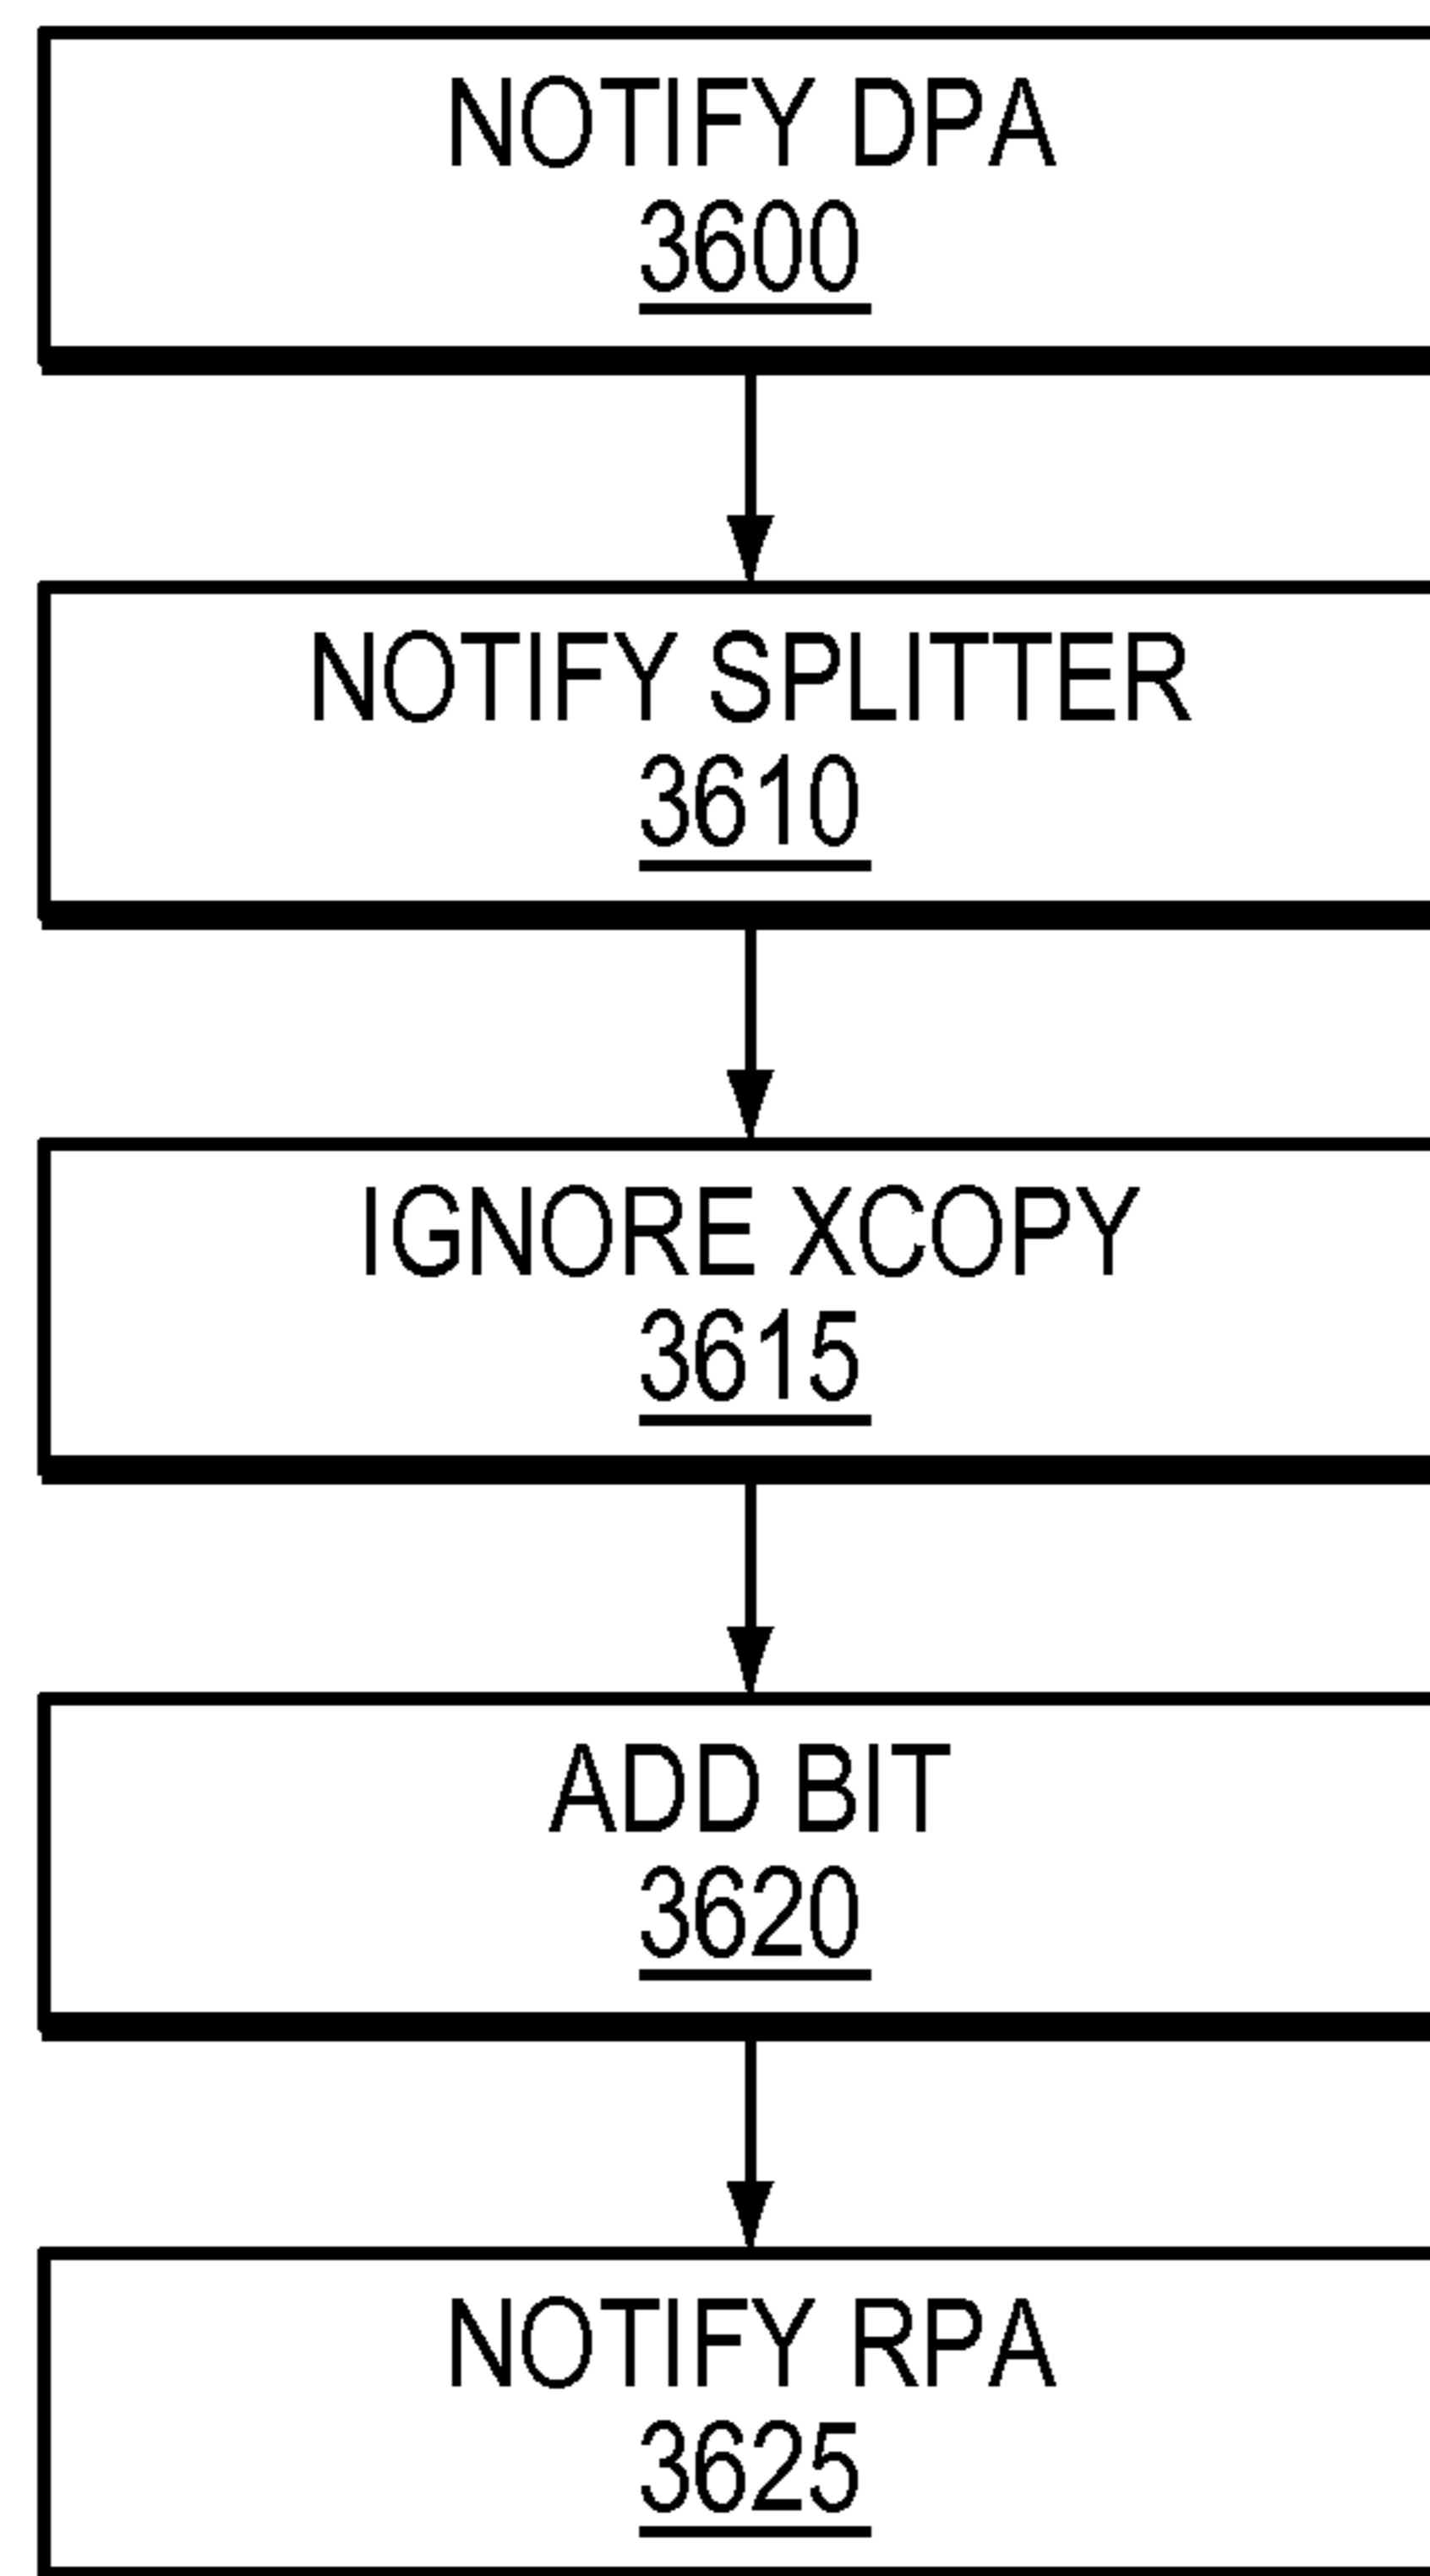 NOTIFY DPA
3600
NOTIFY SPLITTER
3610
IGNORE XCOPY
3615
ADD BIT
3620
NOTIFY RPA
3625